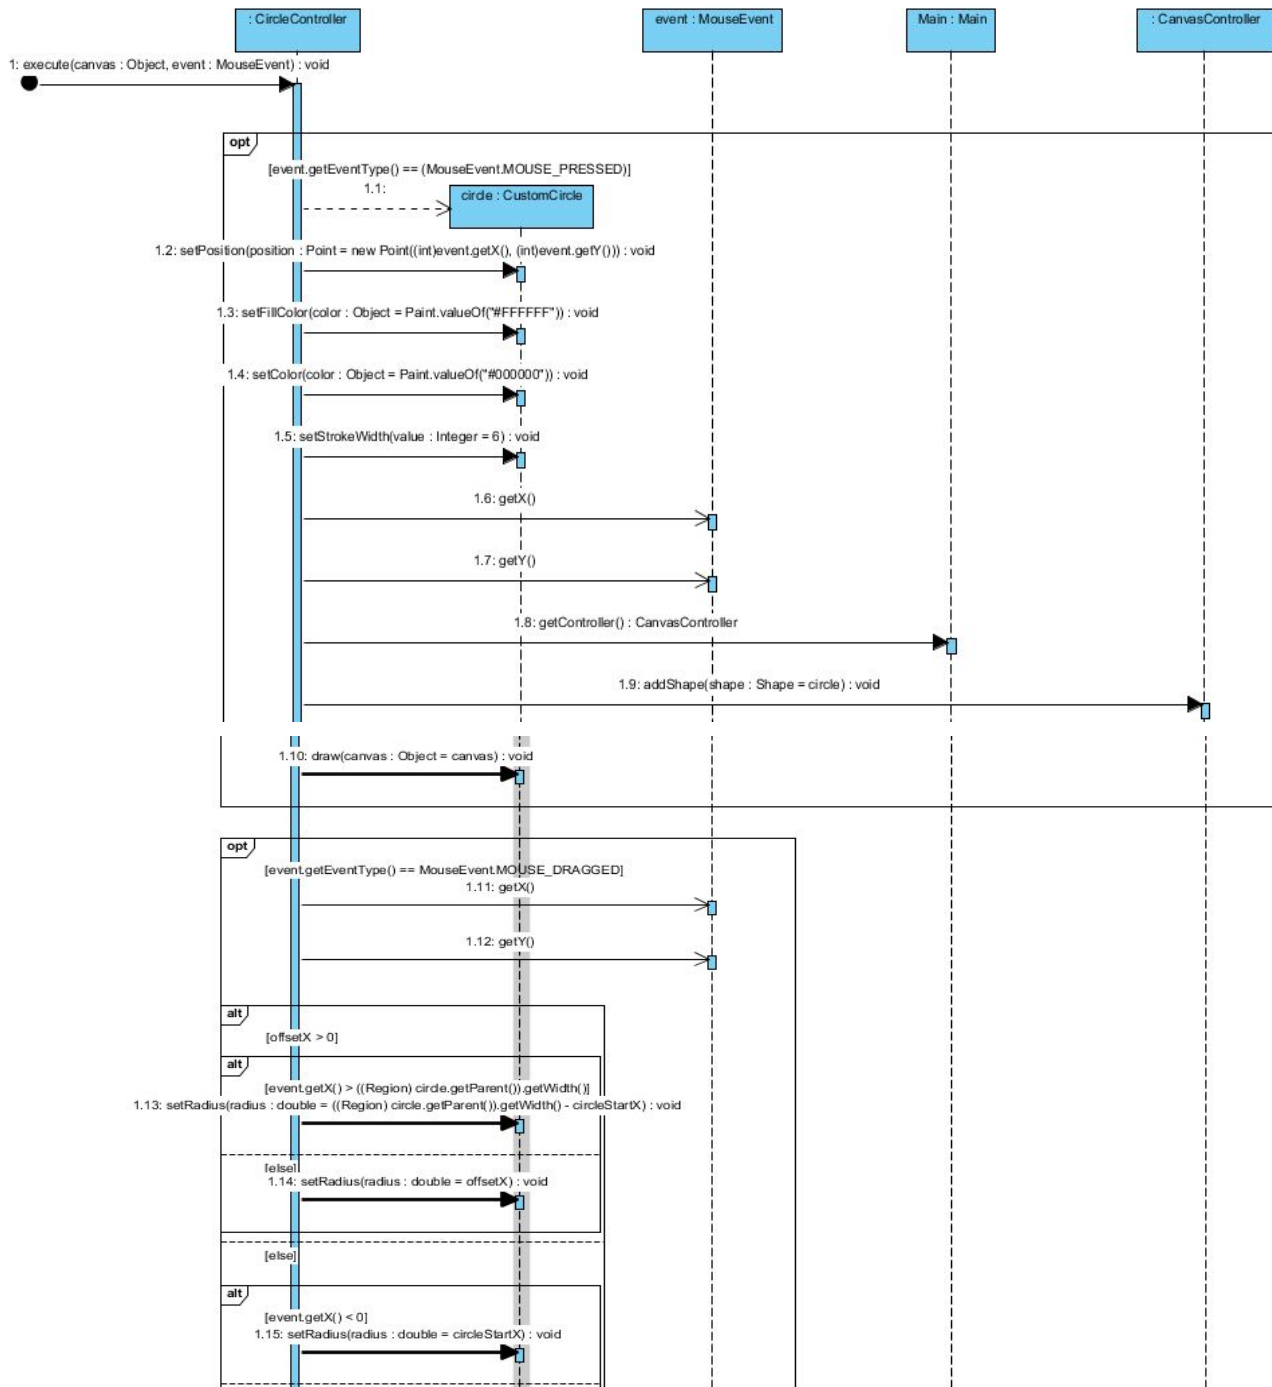 : CircleController
event : MouseEvent
Main : Main
: CanvasController
1: execute(canvas : Object, event : MouseEvent) : void
opt
[event.getEventType() == (MouseEvent.MOUSE_PRESSED)]
1.1:
circle : CustomCircle
1.2: setPosition(position : Point = new Point((int)event.getX(), (int)event.getY())) : void
1.3: setFillColor(color : Object = Paint.valueOf("#FFFFFF")) : void
1.4: setColor(color : Object = Paint.valueOf("#000000")) : void
1.5: setStrokeWidth(value : Integer = 6) : void
1.6: getX()
1.7: getY()
1.8: getController() : CanvasController
1.9: addShape(shape : Shape = circle) : void
1.10: draw(canvas : Object = canvas) : void
opt
[event.getEventType() == MouseEvent.MOUSE_DRAGGED]
1.11: getX()
1.12: getY()
alt
[offsetX > 0]
alt
[event.getX() > ((Region) circle.getParent()).getWidth()]
1.13: setRadius(radius : double = ((Region) circle.getParent()).getWidth() - circleStartX) : void
[else]
1.14: setRadius(radius : double = offsetX) : void
[else]
alt
[event.getX() < 0]
1.15: setRadius(radius : double = circleStartX) : void